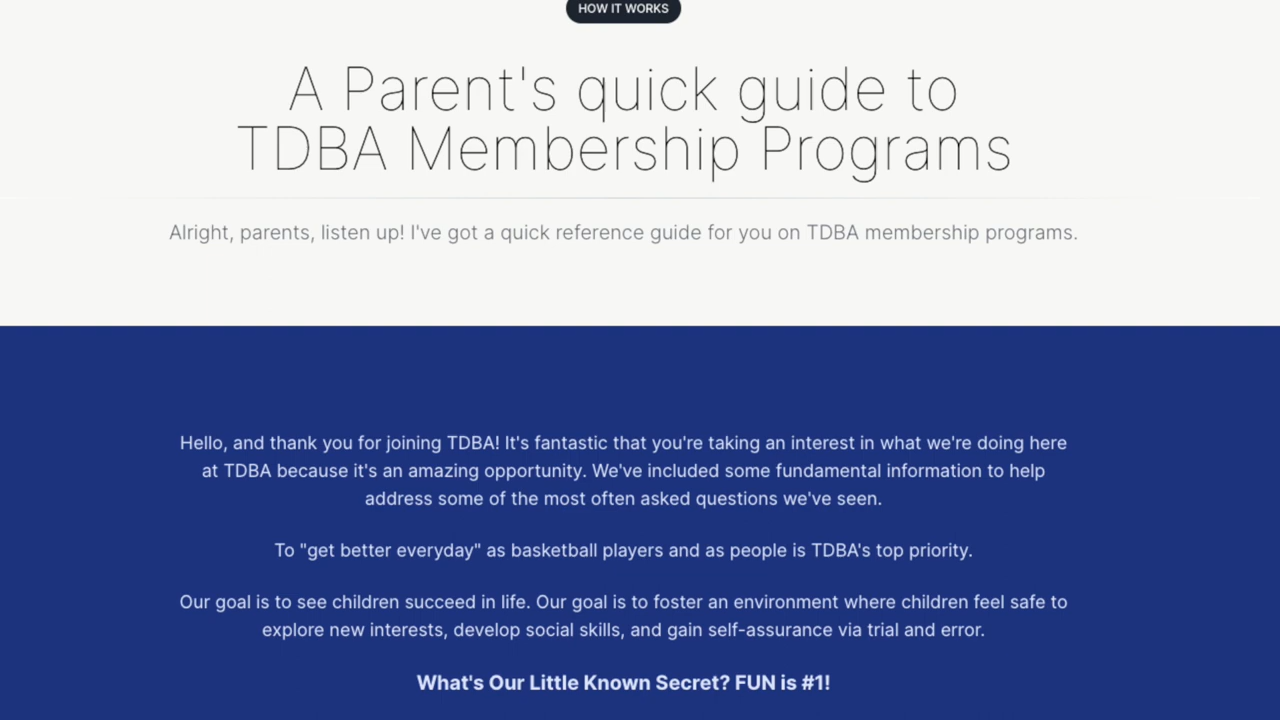 HOW IT WORKS
A Parent's quick guide to
TDBA Membership Programs
Alright, parents, listen up! I've got a quick reference guide for you on TDBA membership programs.
Hello, and thank you for joining TDBA! It's fantastic that you're taking an interest in what we're doing here
at TDBA because it's an amazing opportunity. We've included some fundamental information to help
address some of the most often asked questions we've seen.
To "get better everyday" as basketball players and as people is TDBA's top priority.
Our goal is to see children succeed in life. Our goal is to foster an environment where children feel safe to
explore new interests, develop social skills, and gain self-assurance via trial and error.
What's Our Little Known Secret? FUN is #1!